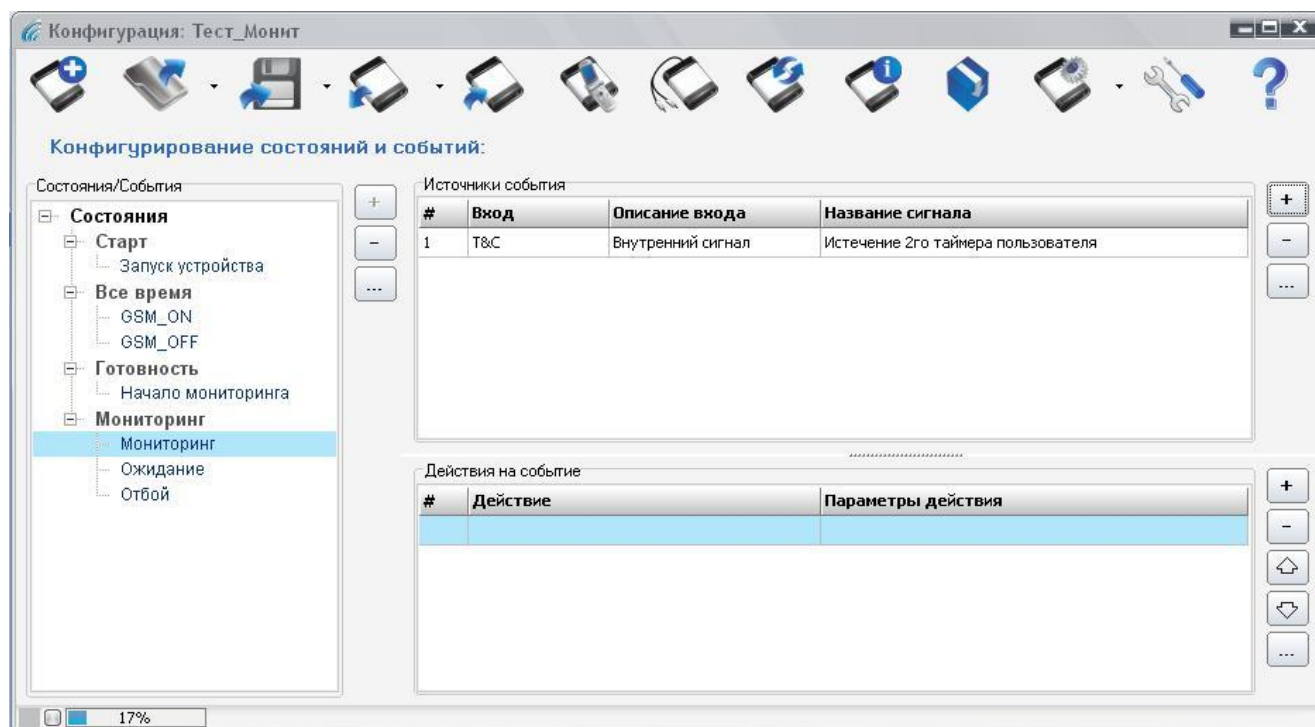 Конфигурация: Тест_Монит
Конфигурирование состояний и событий:
Состояния/События
Состояния
Старт
Запуск устройства
Все время
GSM_ON
GSM_OFF
Готовность
Начало мониторинга
Мониторинг
Мониторинг
Ожидание
Отбой
+
-
...
Источники события
# Вход Описание входа Название сигнала
1 T&C Внутренний сигнал Истечение 2го таймера пользователя
+
-
...
Действия на событие
# Действие Параметры действия
+
-
...
17%